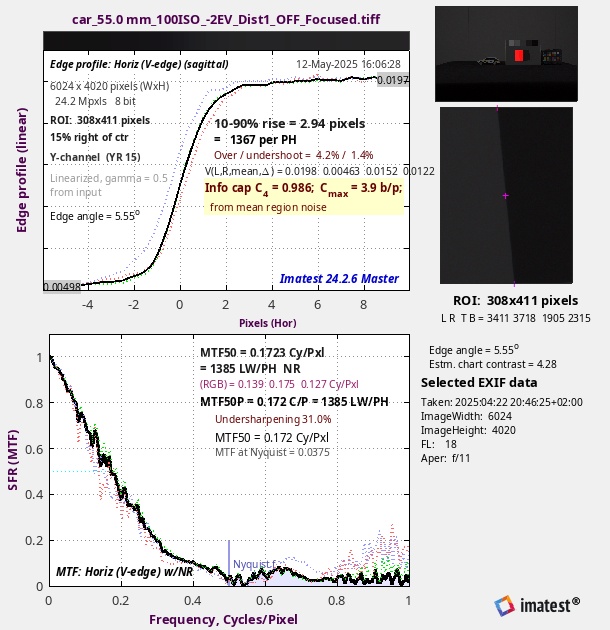 car_55.0 mm_100ISO_-2EV_Dist1_OFF_Focused.tiff
Edge profile: Horiz (V-edge) (sagittal)
12-May-2025 16:06:28
0.0197
6024 x 4020 pixels (WxH)
24.2 Mpxls   8 bit
ROI:  308x411 pixels
15% right of ctr
Y-channel  (YR 15)
Linearized, gamma = 0.5
from input
Edge angle = 5.55⁰
10-90% rise = 2.94 pixels
=  1367 per PH
Over / undershoot =  4.2% /  1.4%
V(L,R,mean,Δ) = 0.0198  0.00463  0.0152  0.0122
Info cap C4 = 0.986;  Cmax = 3.9 b/p;
from mean region noise
Imatest 24.2.6 Master
0.00498
Edge profile (linear)
-4 -2 0 2 4 6 8
Pixels (Hor)
ROI:  308x411 pixels
L R  T B = 3411 3718  1905 2315
Edge angle = 5.55⁰
Estm. chart contrast = 4.28
Selected EXIF data
Taken: 2025:04:22 20:46:25+02:00
ImageWidth:  6024
ImageHeight:  4020
FL:   18
Aper:  f/11
MTF50 = 0.1723 Cy/Pxl
= 1385 LW/PH  NR
(RGB) = 0.139  0.175  0.127 Cy/Pxl
MTF50P = 0.172 C/P = 1385 LW/PH
Undersharpening 31.0%
MTF50 = 0.172 Cy/Pxl
MTF at Nyquist = 0.0375
Nyquist f
MTF: Horiz (V-edge) w/NR
SFR (MTF)
1
0.8
0.6
0.4
0.2
0
0 0.2 0.4 0.6 0.8 1
Frequency, Cycles/Pixel
imatest®